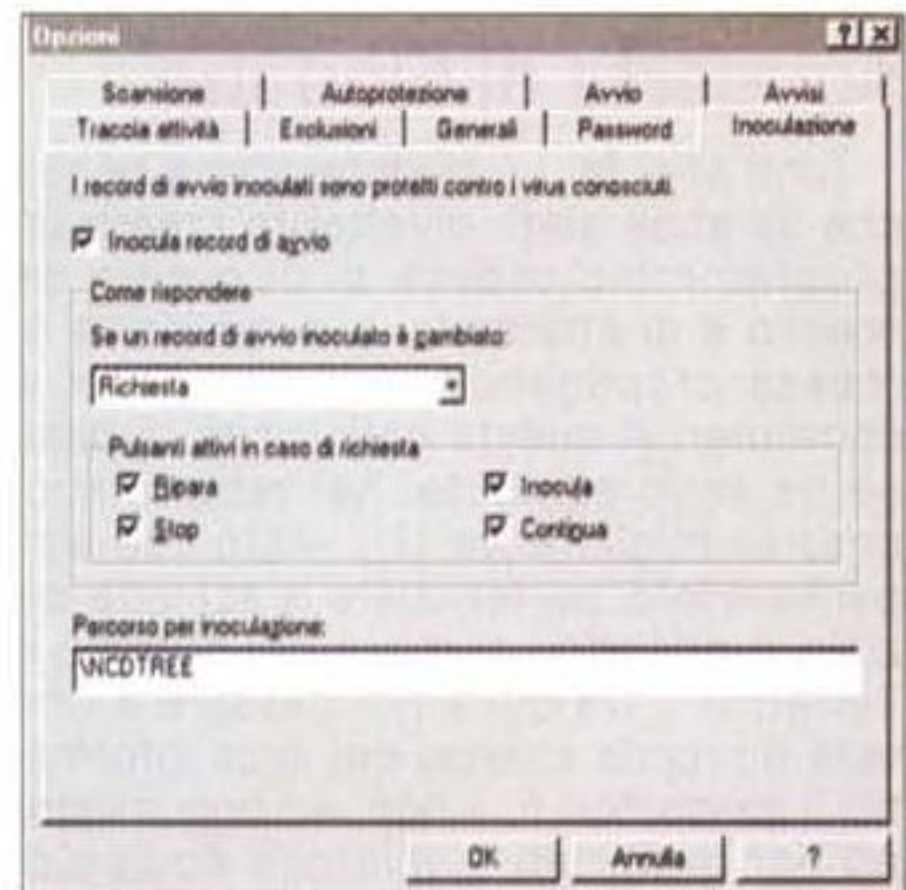 Opzioni
Scansione Autoprotezione Avvio Avvisi
Traccia attività Esclusioni Generali Password Inoculazione
I record di avvio inoculati sono protetti contro i virus conosciuti.
Inocula record di avvio
Come rispondere
Se un record di avvio inoculato è cambiato:
Richiesta
Pulsanti attivi in caso di richiesta
Ripara Inocula
Stop Continua
Percorso per inoculazione:
\NCDTREE
OK Annulla ?